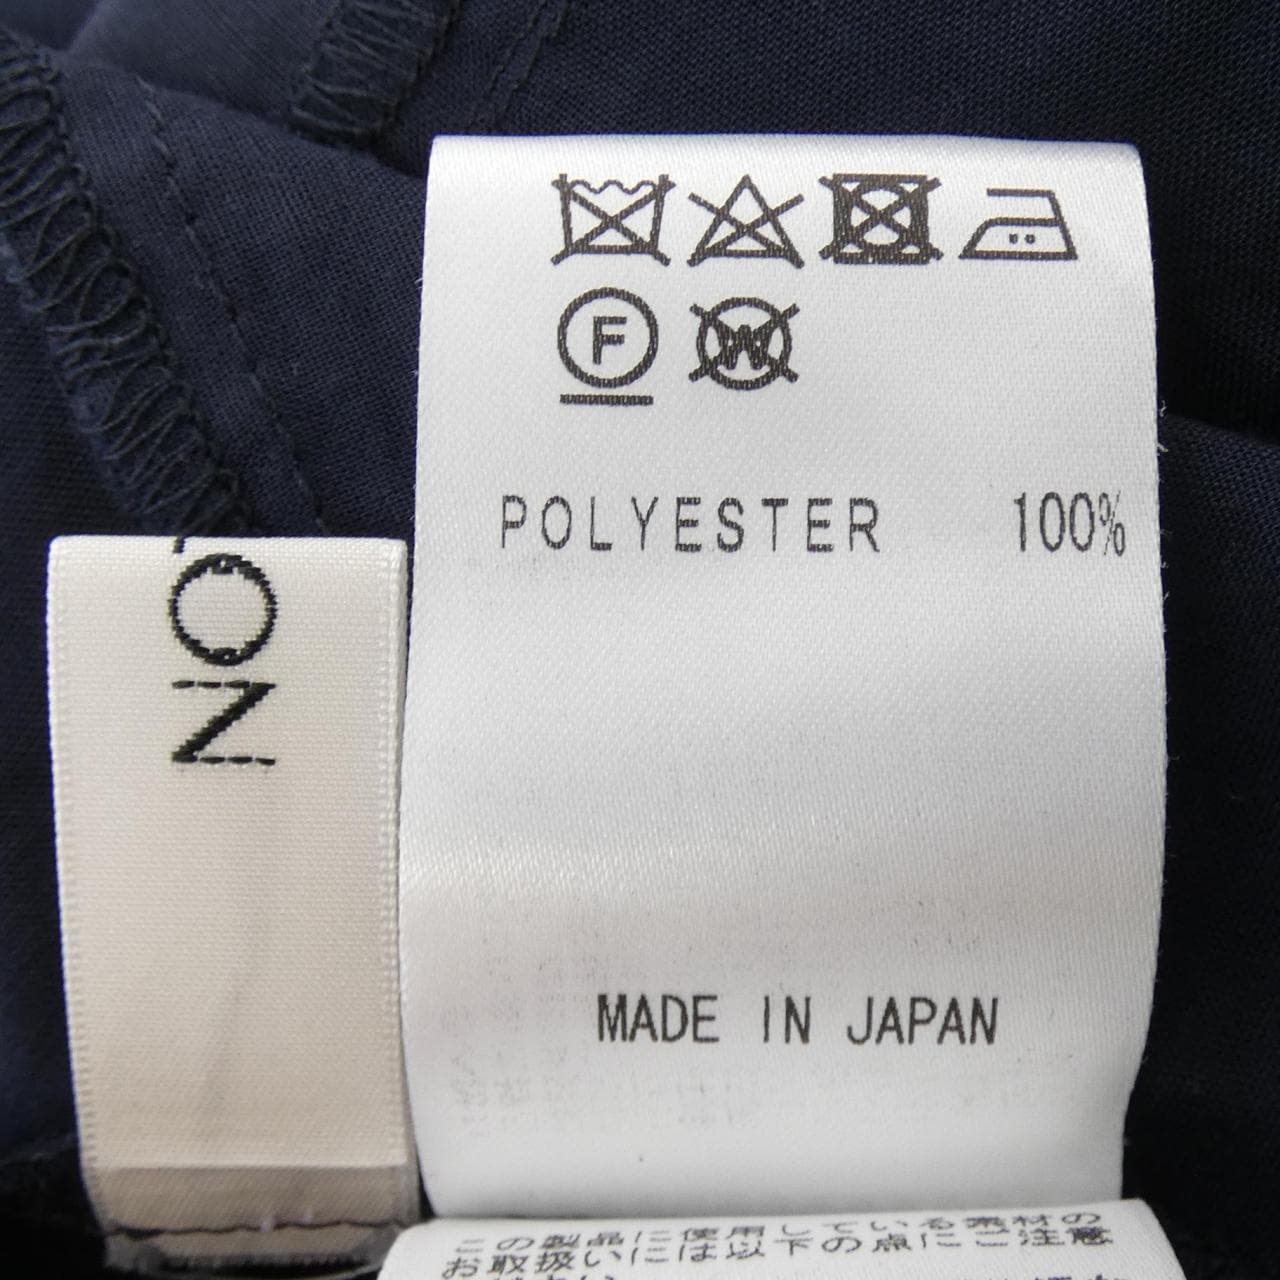 F W
POLYESTER 100%
NO
MADE IN JAPAN
この製品に使用している素材の
お取扱いには以下の点にご注意